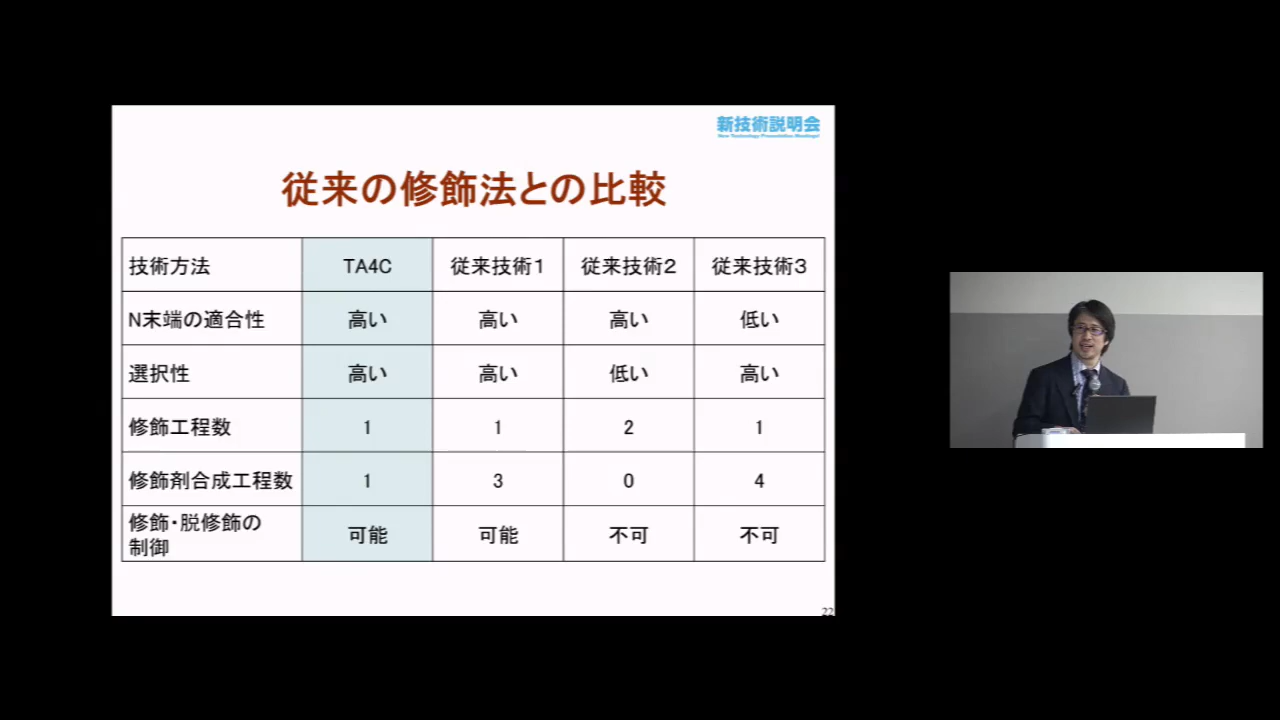 新技術説明会
New Technology Presentation Meetings!
従来の修飾法との比較
技術方法 TA4C 従来技術1 従来技術2 従来技術3
N末端の適合性 高い 高い 高い 低い
選択性 高い 高い 低い 高い
修飾工程数 1 1 2 1
修飾剤合成工程数 1 3 0 4
修飾・脱修飾の
制御 可能 可能 不可 不可
22